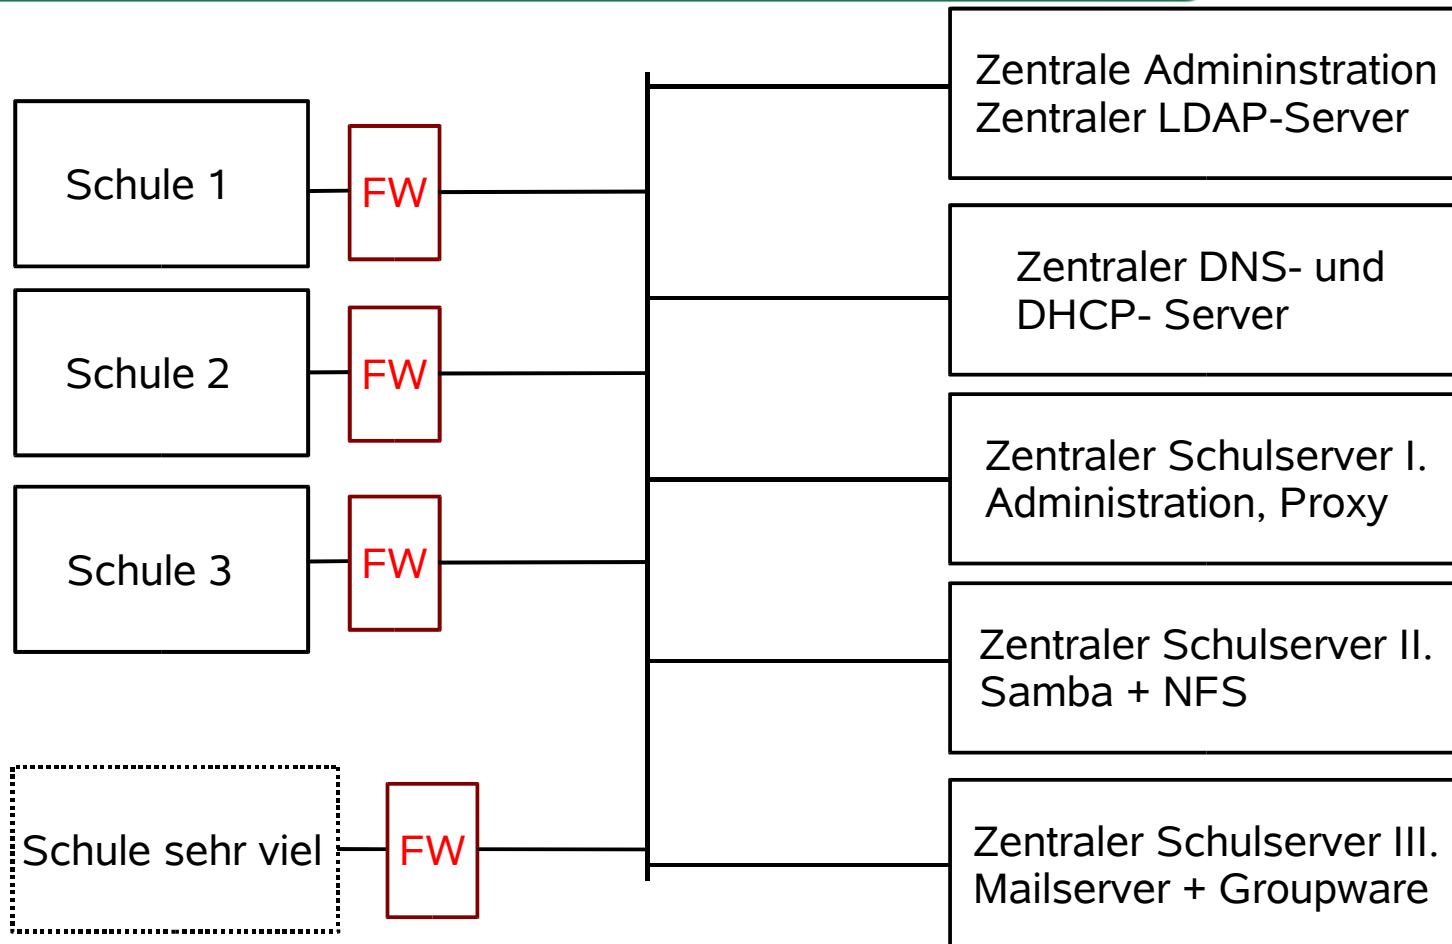 Zentrale Admininstration
Zentraler LDAP-Server
Schule 1
FW
Zentraler DNS- und
DHCP- Server
Schule 2
FW
Zentraler Schulserver I.
Administration, Proxy
Schule 3
FW
Zentraler Schulserver II.
Samba + NFS
Schule sehr viel
FW
Zentraler Schulserver III.
Mailserver + Groupware